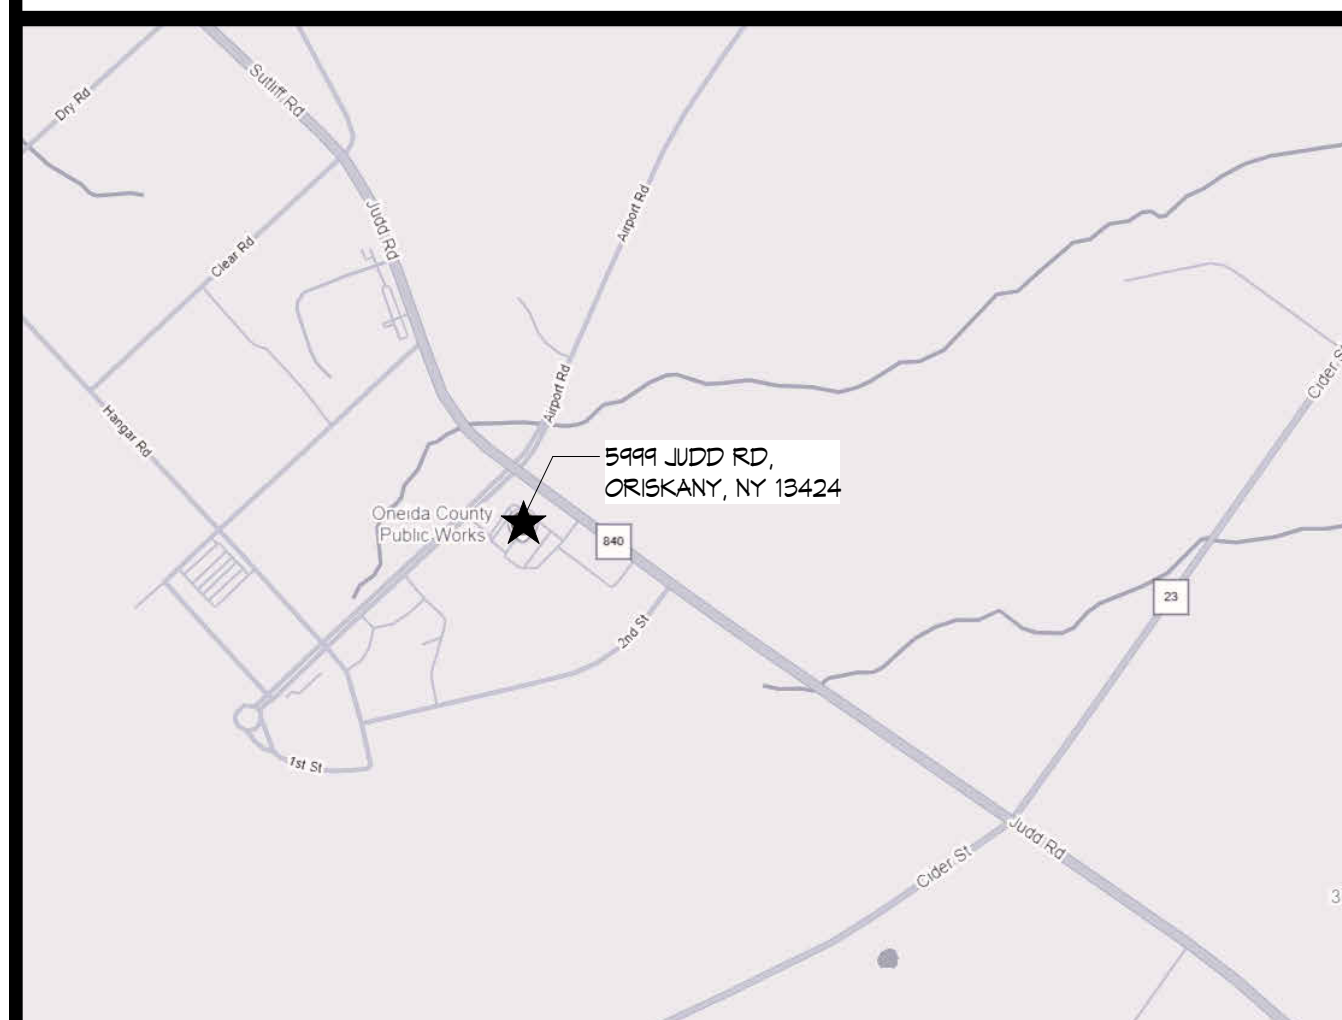 Sutliff Rd
Dry Rd
Judd Rd
Airport Rd
Clear Rd
Cider St
Airport Rd
Hangar Rd
5999 JUDD RD,
ORISKANY, NY 13424
Oneida County
Public Works
840
23
2nd St
1st St
Judd Rd
Cider St
3